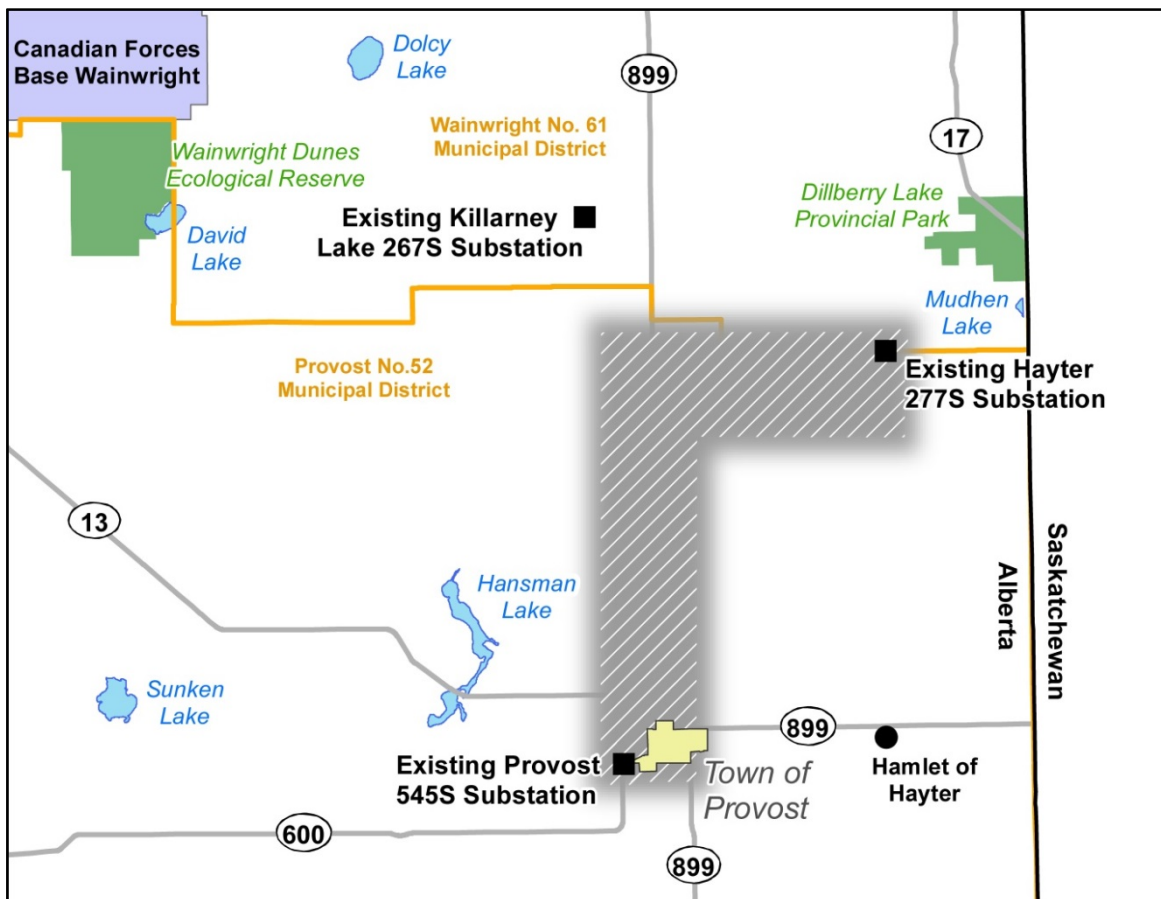 Canadian Forces
Base Wainwright
Dolcy
Lake
899
17
Wainwright No. 61
Municipal District
Wainwright Dunes
Ecological Reserve
Dillberry Lake
Provincial Park
Existing Killarney
Lake 267S Substation
David
Lake
Mudhen
Lake
Provost No.52
Municipal District
Existing Hayter
277S Substation
13
Hansman
Lake
Alberta
Saskatchewan
Sunken
Lake
899
Existing Provost
545S Substation
Town of
Provost
Hamlet of
Hayter
600
899